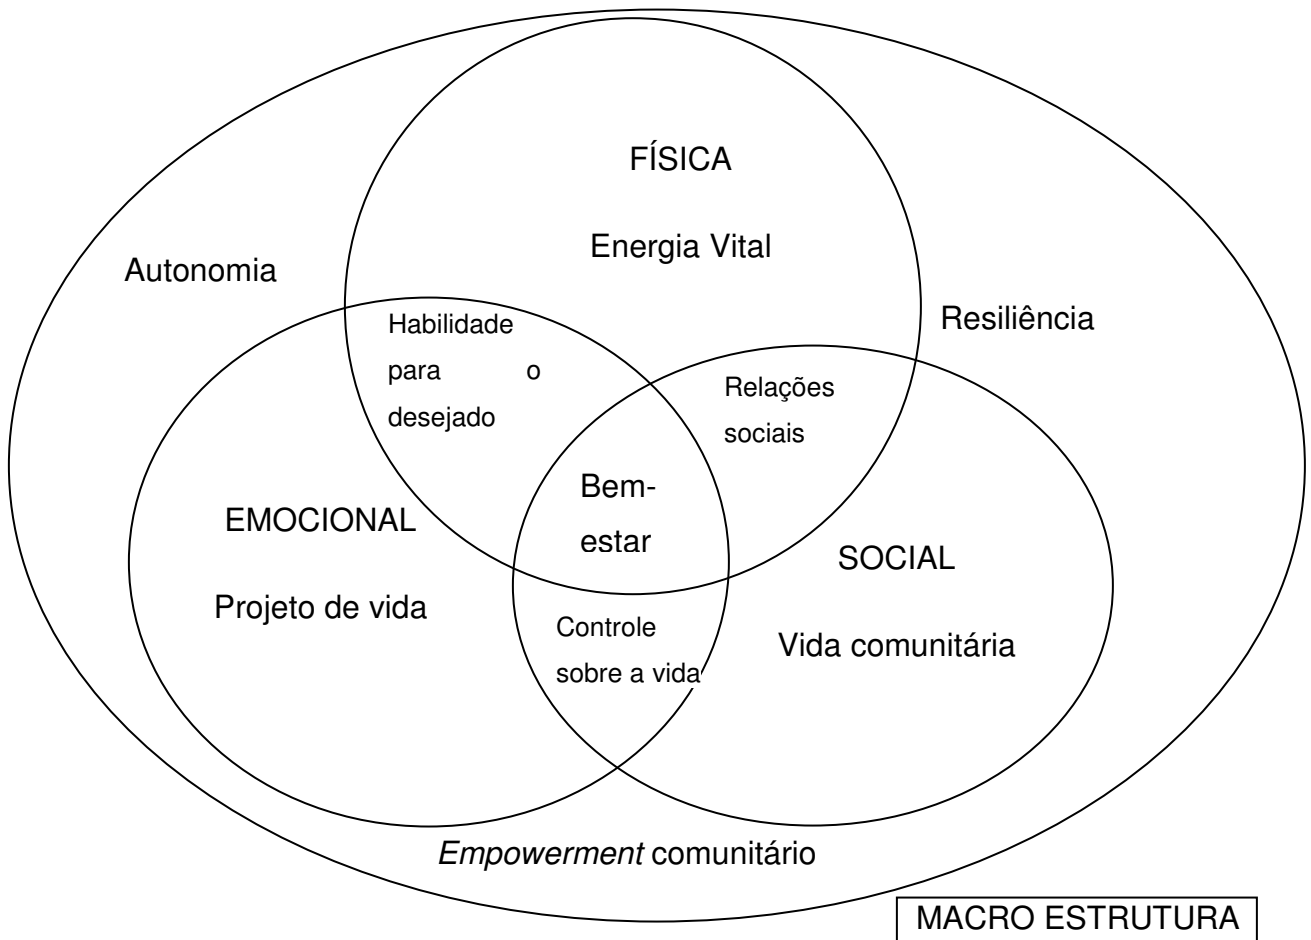 FÍSICA
Energia Vital
Autonomia
Resiliência
Habilidade
para o
desejado
Relações
sociais
Bem-
estar
EMOCIONAL
Projeto de vida
SOCIAL
Vida comunitária
Controle
sobre a vida
Empowerment comunitário
MACRO ESTRUTURA